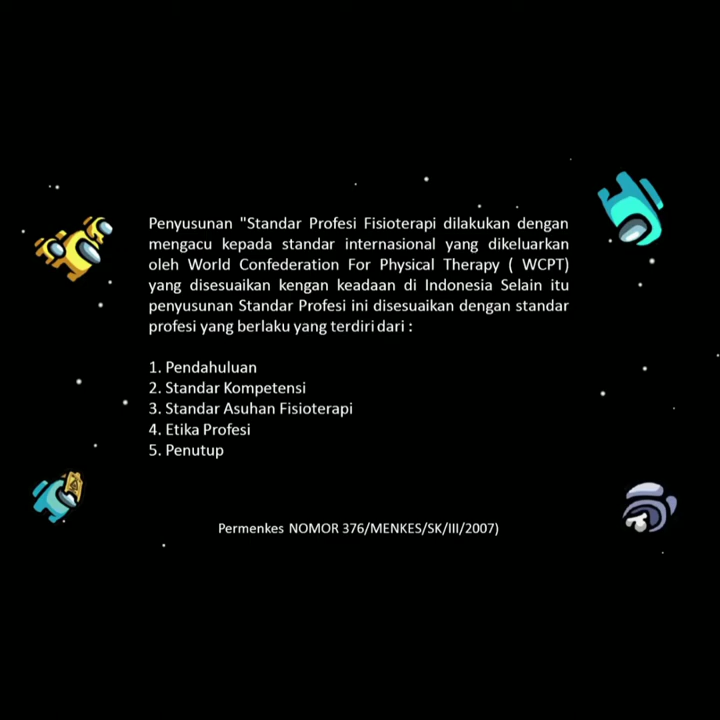 Penyusunan "Standar Profesi Fisioterapi dilakukan dengan
mengacu kepada standar internasional yang dikeluarkan
oleh World Confederation For Physical Therapy ( WCPT)
yang disesuaikan kengan keadaan di Indonesia Selain itu
penyusunan Standar Profesi ini disesuaikan dengan standar
profesi yang berlaku yang terdiri dari :
1. Pendahuluan
2. Standar Kompetensi
3. Standar Asuhan Fisioterapi
4. Etika Profesi
5. Penutup
Permenkes NOMOR 376/MENKES/SK/III/2007)